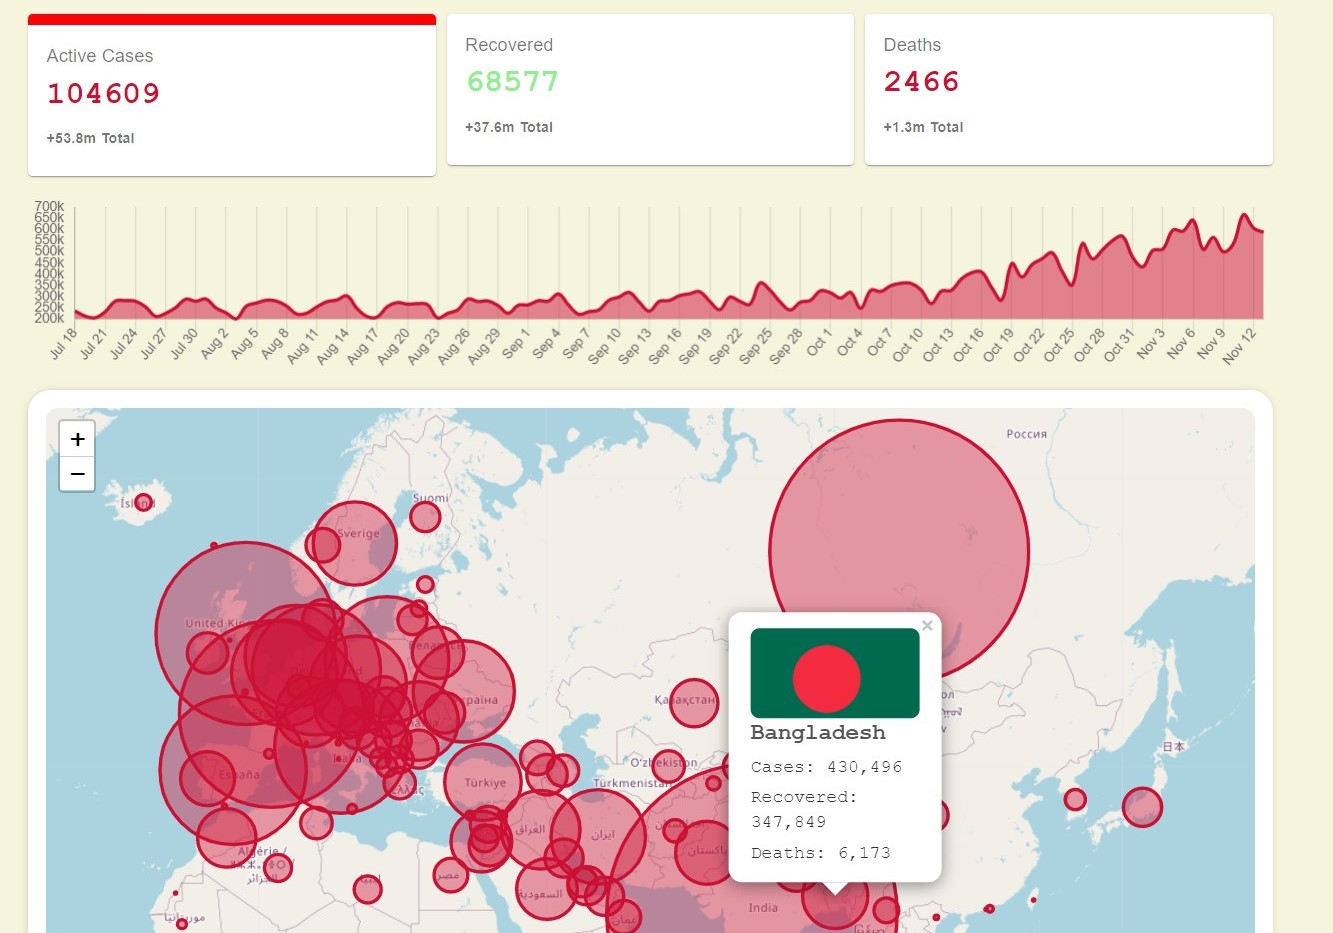 Active Cases
104609
+53.8m Total
Recovered
68577
+37.6m Total
Deaths
2466
+1.3m Total
700k
650k
600k
550k
500k
450k
400k
350k
300k
250k
200k
Jul 18
Jul 21
Jul 24
Jul 27
Jul 30
Aug 2
Aug 5
Aug 8
Aug 11
Aug 14
Aug 17
Aug 20
Aug 23
Aug 26
Aug 29
Sep 1
Sep 4
Sep 7
Sep 10
Sep 13
Sep 16
Sep 19
Sep 22
Sep 25
Sep 28
Oct 1
Oct 4
Oct 7
Oct 10
Oct 13
Oct 16
Oct 19
Oct 22
Oct 25
Oct 28
Oct 31
Nov 3
Nov 6
Nov 9
Nov 12
+
−
Россия
Suomi
Sverige
United
Қазақстан
日本
España
Türkiye
O'zbekiston
Türkmenistan
العراق
ایران
Algérie /
الجزائر
مصر
السعودية
عمان
موريتانيا
India
×
Bangladesh
Cases: 430,496
Recovered:
347,849
Deaths: 6,173